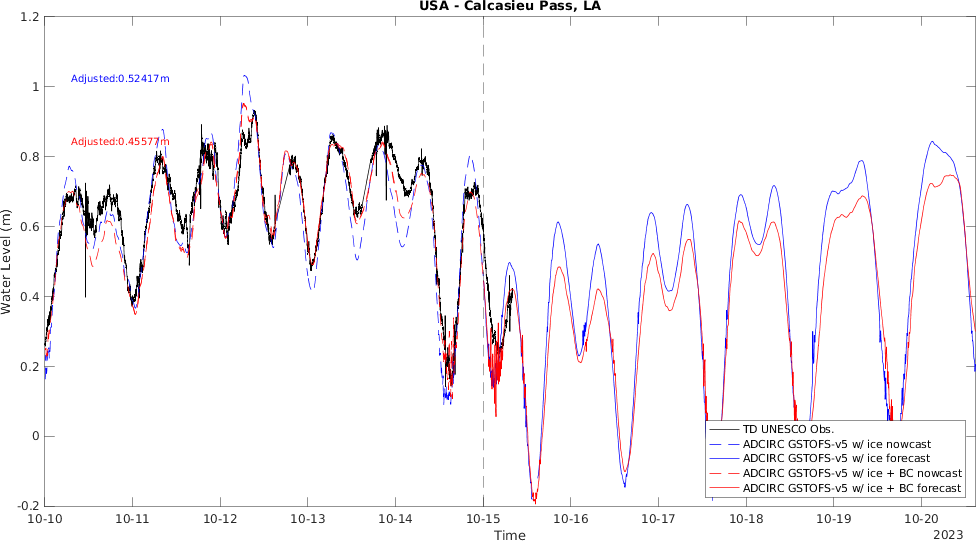 USA - Calcasieu Pass, LA
1.2
1
0.8
0.6
0.4
0.2
0
-0.2
Water Level (m)
Adjusted:0.52417m
Adjusted:0.45577m
TD UNESCO Obs.
ADCIRC GSTOFS-v5 w/ ice nowcast
ADCIRC GSTOFS-v5 w/ ice forecast
ADCIRC GSTOFS-v5 w/ ice + BC nowcast
ADCIRC GSTOFS-v5 w/ ice + BC forecast
10-10 10-11 10-12 10-13 10-14 10-15 10-16 10-17 10-18 10-19 10-20
Time
2023